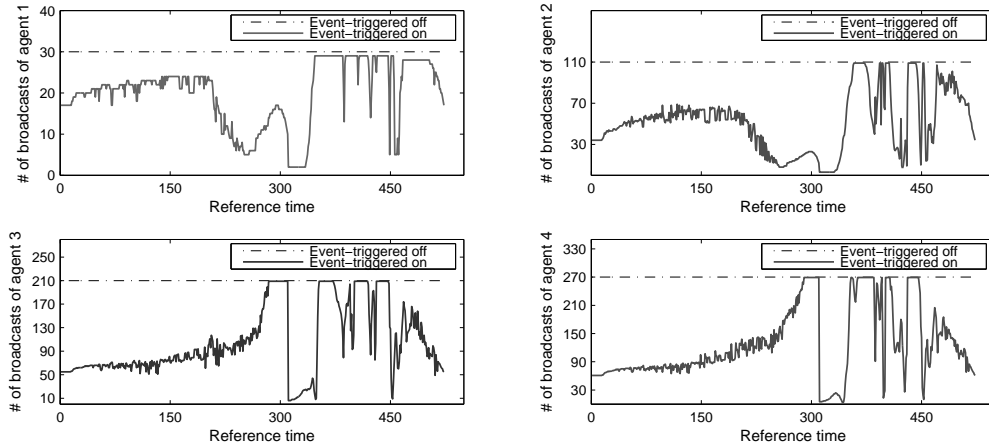 # of broadcasts of agent 1
40
30
20
10
0
0 150 300 450
Reference time
Event−triggered off
Event−triggered on
# of broadcasts of agent 2
110
70
30
0 150 300 450
Reference time
Event−triggered off
Event−triggered on
# of broadcasts of agent 3
250
210
170
130
90
50
10
0 150 300 450
Reference time
Event−triggered off
Event−triggered on
# of broadcasts of agent 4
330
270
210
150
90
30
0 150 300 450
Reference time
Event−triggered off
Event−triggered on